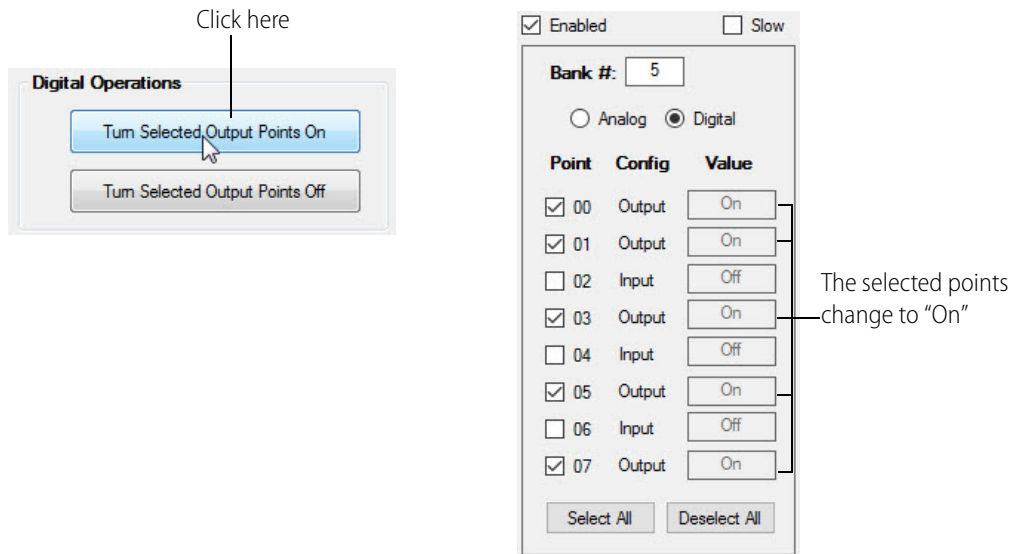 Click here
Digital Operations
Turn Selected Output Points On
Turn Selected Output Points Off
Enabled Slow
Bank #: 5
Analog Digital
Point Config Value
00 Output On
01 Output On
02 Input Off
03 Output On
04 Input Off
05 Output On
06 Input Off
07 Output On
Select All Deselect All
The selected points
change to “On”